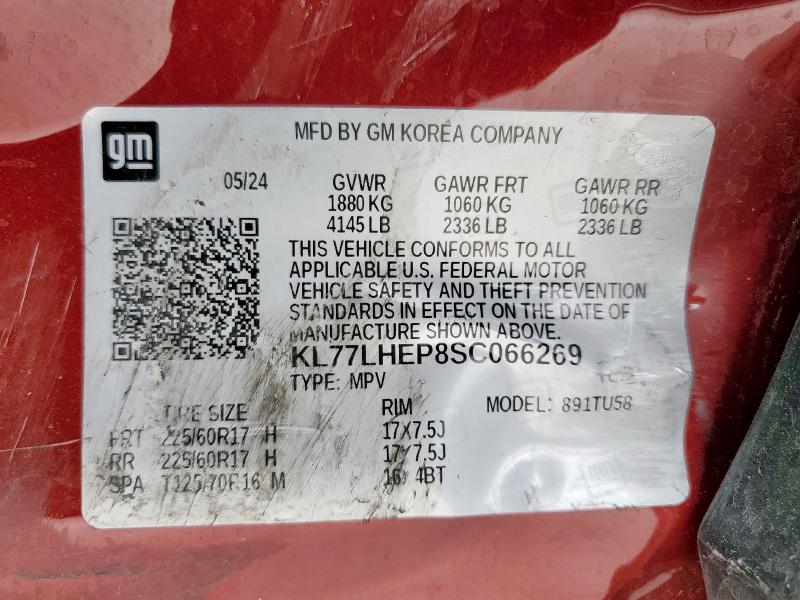 gm
MFD BY GM KOREA COMPANY
05/24 GVWR GAWR FRT GAWR RR
1880 KG 1060 KG 1060 KG
4145 LB 2336 LB 2336 LB
THIS VEHICLE CONFORMS TO ALL
APPLICABLE U.S. FEDERAL MOTOR
VEHICLE SAFETY AND THEFT PREVENTION
STANDARDS IN EFFECT ON THE DATE OF
MANUFACTURE SHOWN ABOVE.
KL77LHEP8SC066269
TYPE: MPV
TIRE SIZE RIM MODEL: 891TU58
FRT 225/60R17 H 17X7.5J
RR 225/60R17 H 17X7.5J
SPA T125/70R16 M 16X4BT